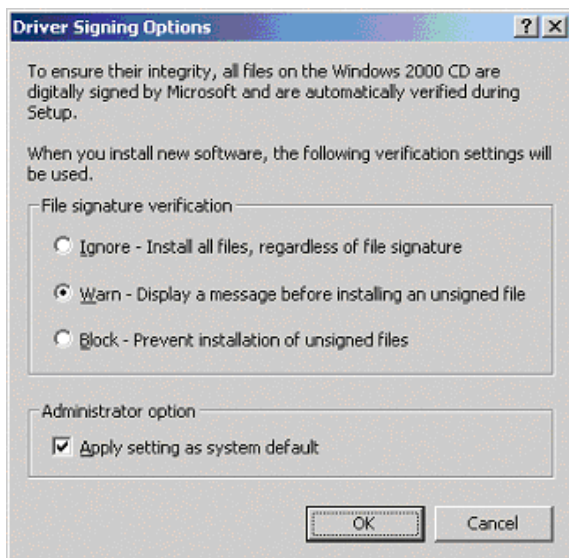 Driver Signing Options
To ensure their integrity, all files on the Windows 2000 CD are
digitally signed by Microsoft and are automatically verified during
Setup.
When you install new software, the following verification settings will
be used.
File signature verification
Ignore - Install all files, regardless of file signature
Warn - Display a message before installing an unsigned file
Block - Prevent installation of unsigned files
Administrator option
Apply setting as system default
OK Cancel